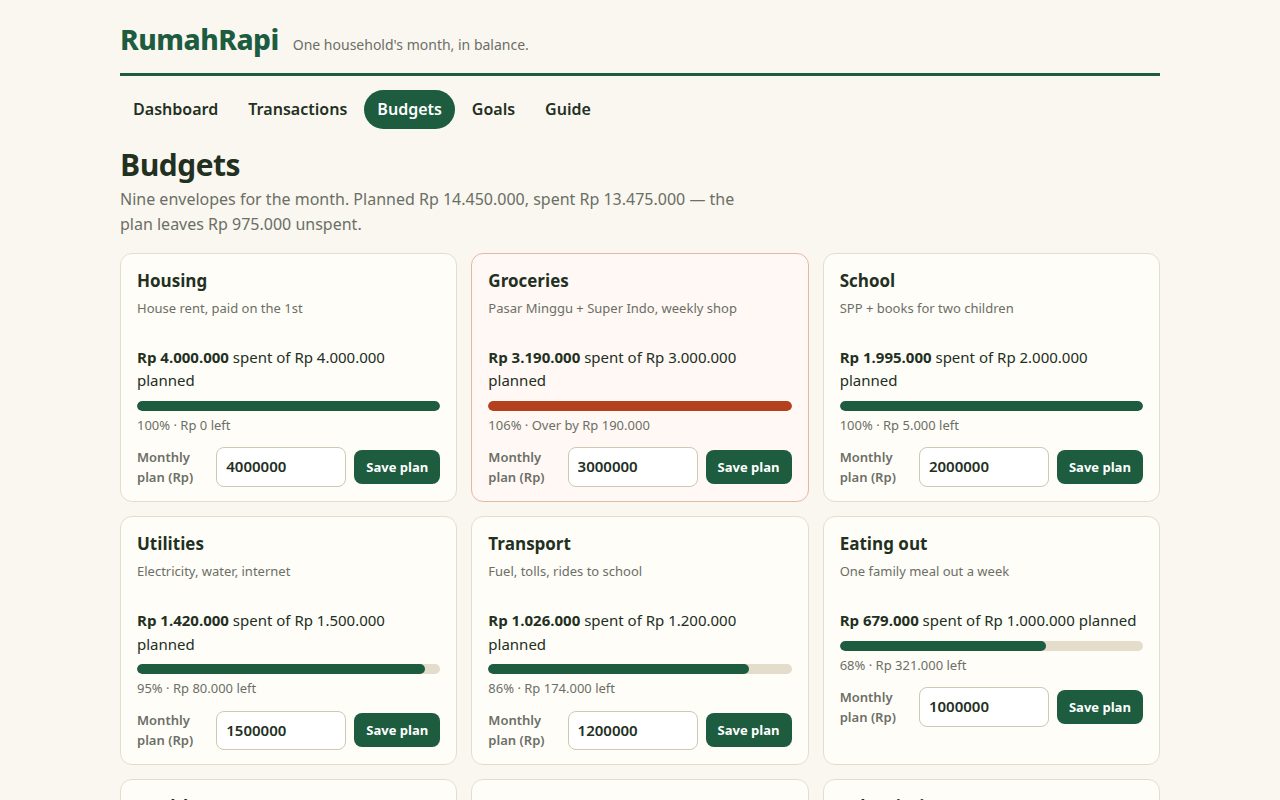 RumahRapi
One household's month, in balance.
Dashboard
Transactions
Budgets
Goals
Guide
Budgets
Nine envelopes for the month. Planned Rp 14.450.000, spent Rp 13.475.000 — the
plan leaves Rp 975.000 unspent.
Housing
House rent, paid on the 1st
Rp 4.000.000 spent of Rp 4.000.000
planned
100% · Rp 0 left
Monthly
plan (Rp)
4000000
Save plan
Groceries
Pasar Minggu + Super Indo, weekly shop
Rp 3.190.000 spent of Rp 3.000.000
planned
106% · Over by Rp 190.000
Monthly
plan (Rp)
3000000
Save plan
School
SPP + books for two children
Rp 1.995.000 spent of Rp 2.000.000
planned
100% · Rp 5.000 left
Monthly
plan (Rp)
2000000
Save plan
Utilities
Electricity, water, internet
Rp 1.420.000 spent of Rp 1.500.000
planned
95% · Rp 80.000 left
Monthly
plan (Rp)
1500000
Save plan
Transport
Fuel, tolls, rides to school
Rp 1.026.000 spent of Rp 1.200.000
planned
86% · Rp 174.000 left
Monthly
plan (Rp)
1200000
Save plan
Eating out
One family meal out a week
Rp 679.000 spent of Rp 1.000.000 planned
68% · Rp 321.000 left
Monthly
plan (Rp)
1000000
Save plan